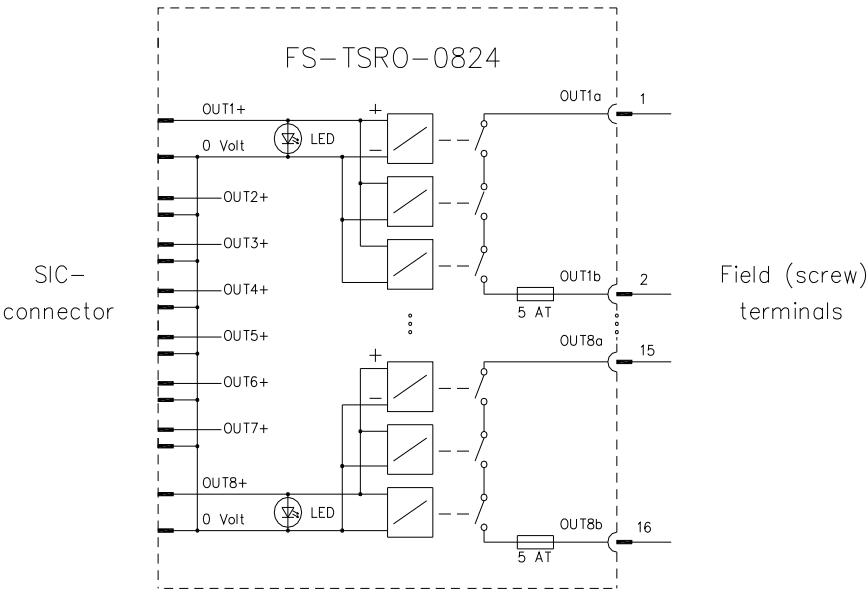 FS-TSRO-0824
OUT1+
0 Volt
LED
+
−
OUT1a
1
OUT2+
OUT3+
OUT4+
OUT5+
OUT6+
OUT7+
SIC-
connector
OUT1b
2
5 AT
Field (screw)
terminals
OUT8a
15
+
−
OUT8+
0 Volt
LED
OUT8b
16
5 AT